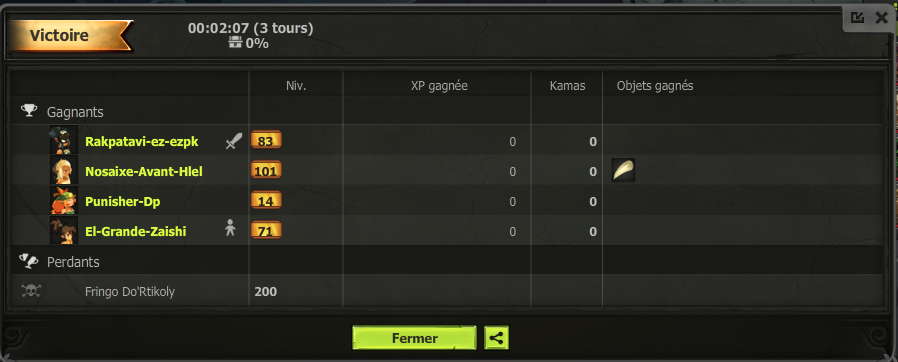 Victoire
00:02:07 (3 tours)
0%
Niv. XP gagnée Kamas Objets gagnés
Gagnants
Rakpatavi-ez-ezpk 83 0 0
Nosaixe-Avant-Hlel 101 0 0
Punisher-Dp 14 0 0
El-Grande-Zaishi 71 0 0
Perdants
Fringo Do'Rtikoly 200
Fermer